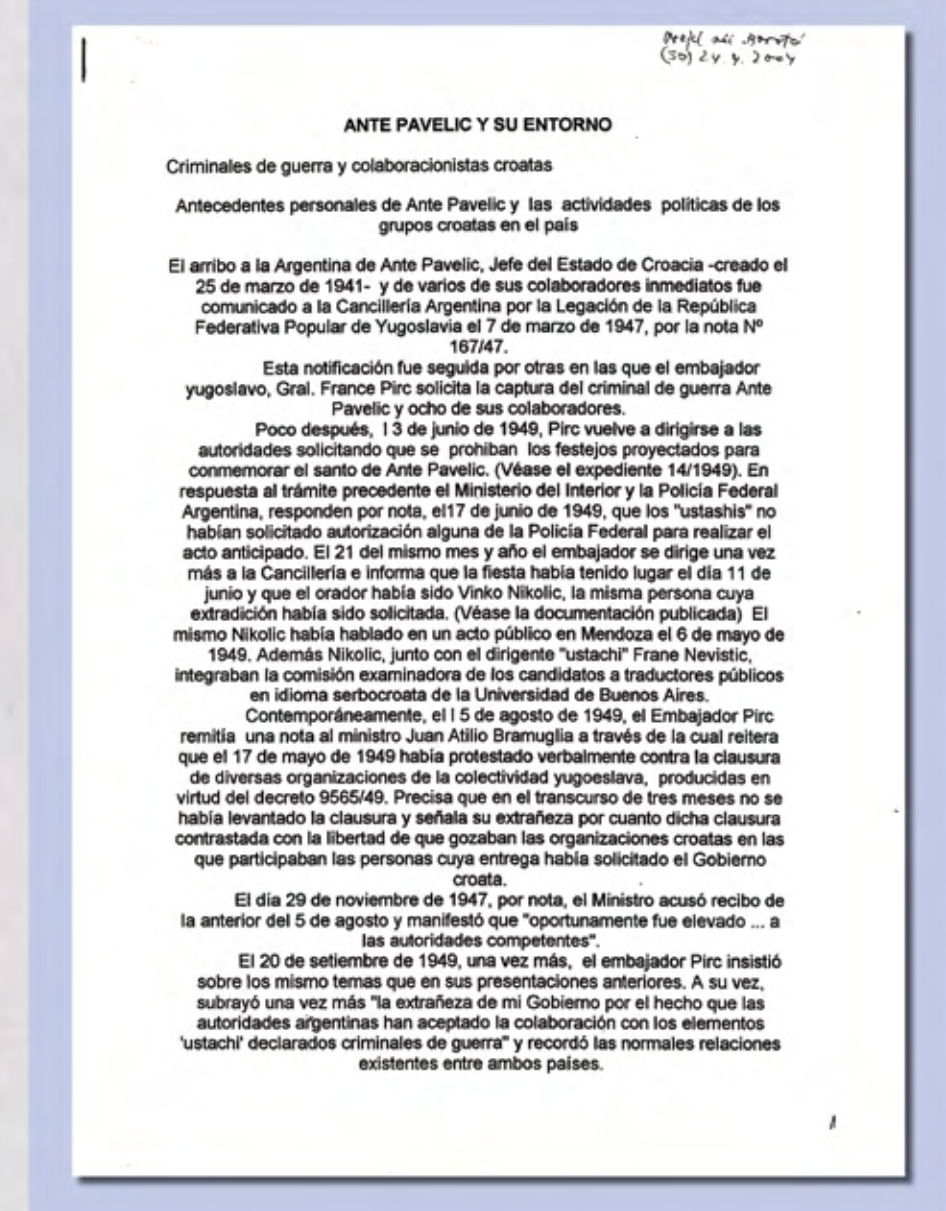 (50) 24. 4. 2004
ANTE PAVELIC Y SU ENTORNO
Criminales de guerra y colaboracionistas croatas
Antecedentes personales de Ante Pavelic y las actividades políticas de los
grupos croatas en el país
El arribo a la Argentina de Ante Pavelic, Jefe del Estado de Croacia -creado el
25 de marzo de 1941- y de varios de sus colaboradores inmediatos fue
comunicado a la Cancillería Argentina por la Legación de la República
Federativa Popular de Yugoslavia el 7 de marzo de 1947, por la nota Nº
167/47.
Esta notificación fue seguida por otras en las que el embajador
yugoslavo, Gral. France Pirc solicita la captura del criminal de guerra Ante
Pavelic y ocho de sus colaboradores.
Poco después, l 3 de junio de 1949, Pirc vuelve a dirigirse a las
autoridades solicitando que se prohiban los festejos proyectados para
conmemorar el santo de Ante Pavelic. (Véase el expediente 14/1949). En
respuesta al trámite precedente el Ministerio del Interior y la Policía Federal
Argentina, responden por nota, el17 de junio de 1949, que los "ustashis" no
habían solicitado autorización alguna de la Policía Federal para realizar el
acto anticipado. El 21 del mismo mes y año el embajador se dirige una vez
más a la Cancillería e informa que la fiesta había tenido lugar el día 11 de
junio y que el orador había sido Vinko Nikolic, la misma persona cuya
extradición había sido solicitada. (Véase la documentación publicada) El
mismo Nikolic había hablado en un acto público en Mendoza el 6 de mayo de
1949. Además Nikolic, junto con el dirigente "ustachi" Frane Nevistic,
integraban la comisión examinadora de los candidatos a traductores públicos
en idioma serbocroata de la Universidad de Buenos Aires.
Contemporáneamente, el l 5 de agosto de 1949, el Embajador Pirc
remitía una nota al ministro Juan Atilio Bramuglia a través de la cual reitera
que el 17 de mayo de 1949 había protestado verbalmente contra la clausura
de diversas organizaciones de la colectividad yugoeslava, producidas en
virtud del decreto 9565/49. Precisa que en el transcurso de tres meses no se
había levantado la clausura y señala su extrañeza por cuanto dicha clausura
contrastada con la libertad de que gozaban las organizaciones croatas en las
que participaban las personas cuya entrega había solicitado el Gobierno
croata.
El día 29 de noviembre de 1947, por nota, el Ministro acusó recibo de
la anterior del 5 de agosto y manifestó que "oportunamente fue elevado ... a
las autoridades competentes".
El 20 de setiembre de 1949, una vez más, el embajador Pirc insistió
sobre los mismo temas que en sus presentaciones anteriores. A su vez,
subrayó una vez más "la extrañeza de mi Gobierno por el hecho que las
autoridades argentinas han aceptado la colaboración con los elementos
'ustachi' declarados criminales de guerra" y recordó las normales relaciones
existentes entre ambos países.
1